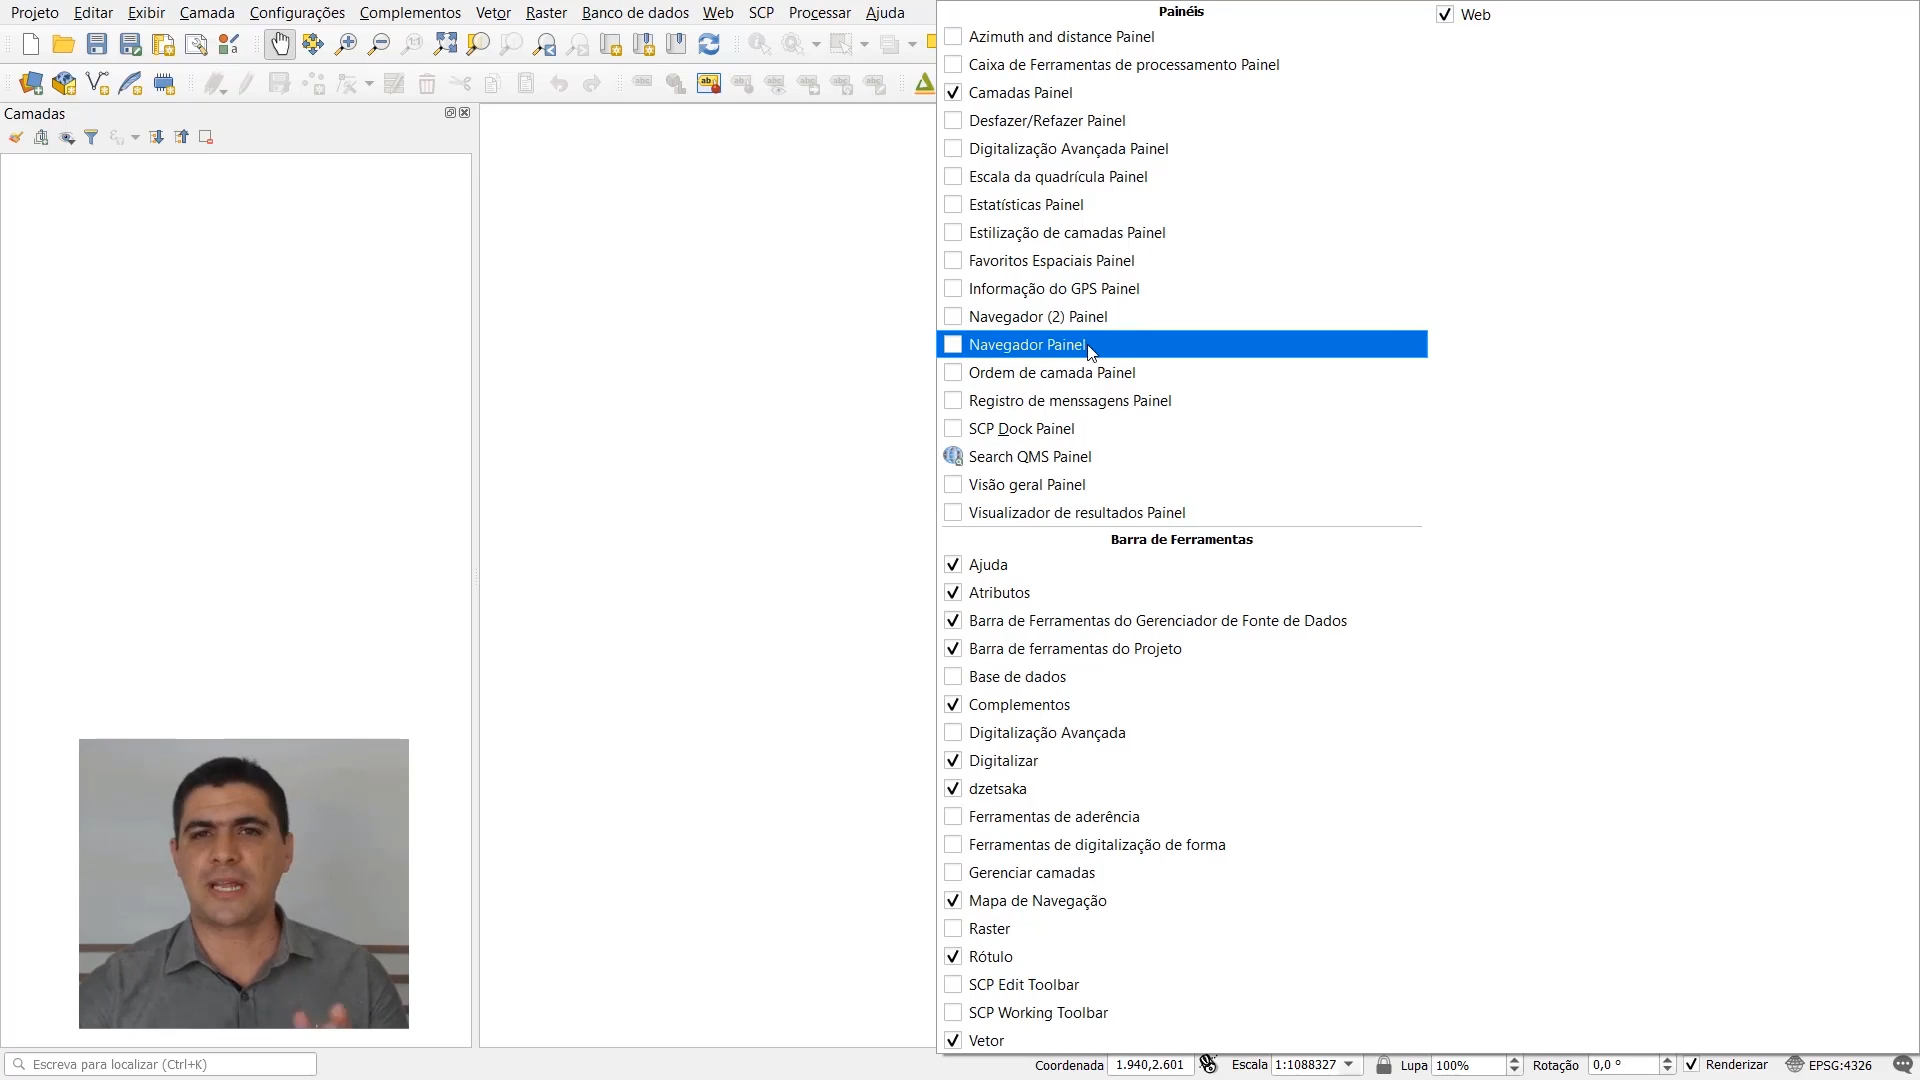 Projeto Editar Exibir Camada Configurações Complementos Vetor Raster Banco de dados Web SCP Processar Ajuda
Camadas
Painéis
Azimuth and distance Painel
Caixa de Ferramentas de processamento Painel
Camadas Painel
Desfazer/Refazer Painel
Digitalização Avançada Painel
Escala da quadrícula Painel
Estatísticas Painel
Estilização de camadas Painel
Favoritos Espaciais Painel
Informação do GPS Painel
Navegador (2) Painel
Navegador Painel
Ordem de camada Painel
Registro de menssagens Painel
SCP Dock Painel
Search QMS Painel
Visão geral Painel
Visualizador de resultados Painel
Barra de Ferramentas
Ajuda
Atributos
Barra de Ferramentas do Gerenciador de Fonte de Dados
Barra de ferramentas do Projeto
Base de dados
Complementos
Digitalização Avançada
Digitalizar
dzetsaka
Ferramentas de aderência
Ferramentas de digitalização de forma
Gerenciar camadas
Mapa de Navegação
Raster
Rótulo
SCP Edit Toolbar
SCP Working Toolbar
Vetor
Web
Escreva para localizar (Ctrl+K)
Coordenada 1.940,2.601 Escala 1:1088327 Lupa 100% Rotação 0,0 ° Renderizar EPSG:4326